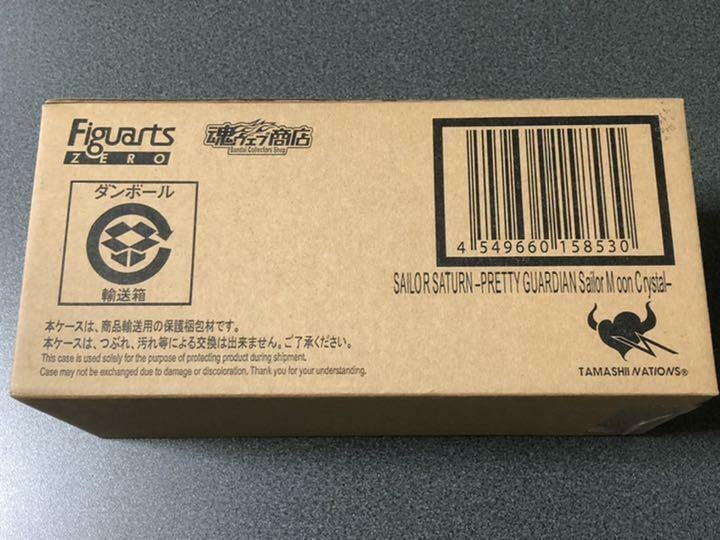 Figuarts
ZERO
魂ウェブ商店
Bandai Collectors Shop
ダンボール
輸送箱
4 549660 158530
SAILOR SATURN -PRETTY GUARDIAN Sailor Moon Crystal-
本ケースは、商品輸送用の保護梱包材です。
本ケースは、つぶれ、汚れ等による交換は出来ません。ご了承ください。
This case is used solely for the purpose of protecting product during shipment.
Case may not be exchanged due to damage or discoloration. Thank you for your understanding.
TAMASHII NATIONS®